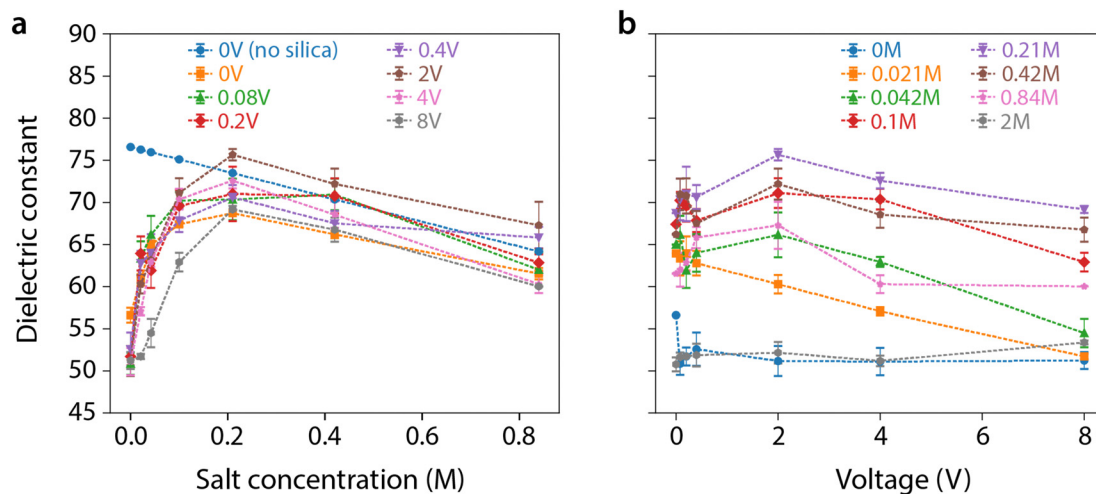 a
90
85
80
75
70
65
60
55
50
45
Dielectric constant
0V (no silica)
0V
0.08V
0.2V
0.4V
2V
4V
8V
0.0
0.2
0.4
0.6
0.8
Salt concentration (M)
b
0M
0.021M
0.042M
0.1M
0.21M
0.42M
0.84M
2M
0
2
4
6
8
Voltage (V)